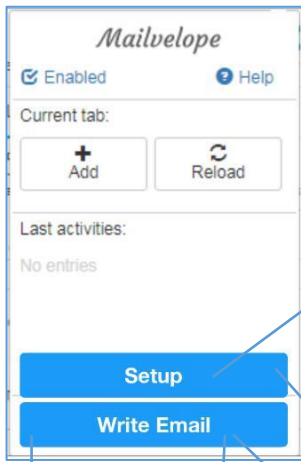 Mailvelope
Enabled Help
Current tab:
Add Reload
Last activities:
No entries
Setup
Write Email